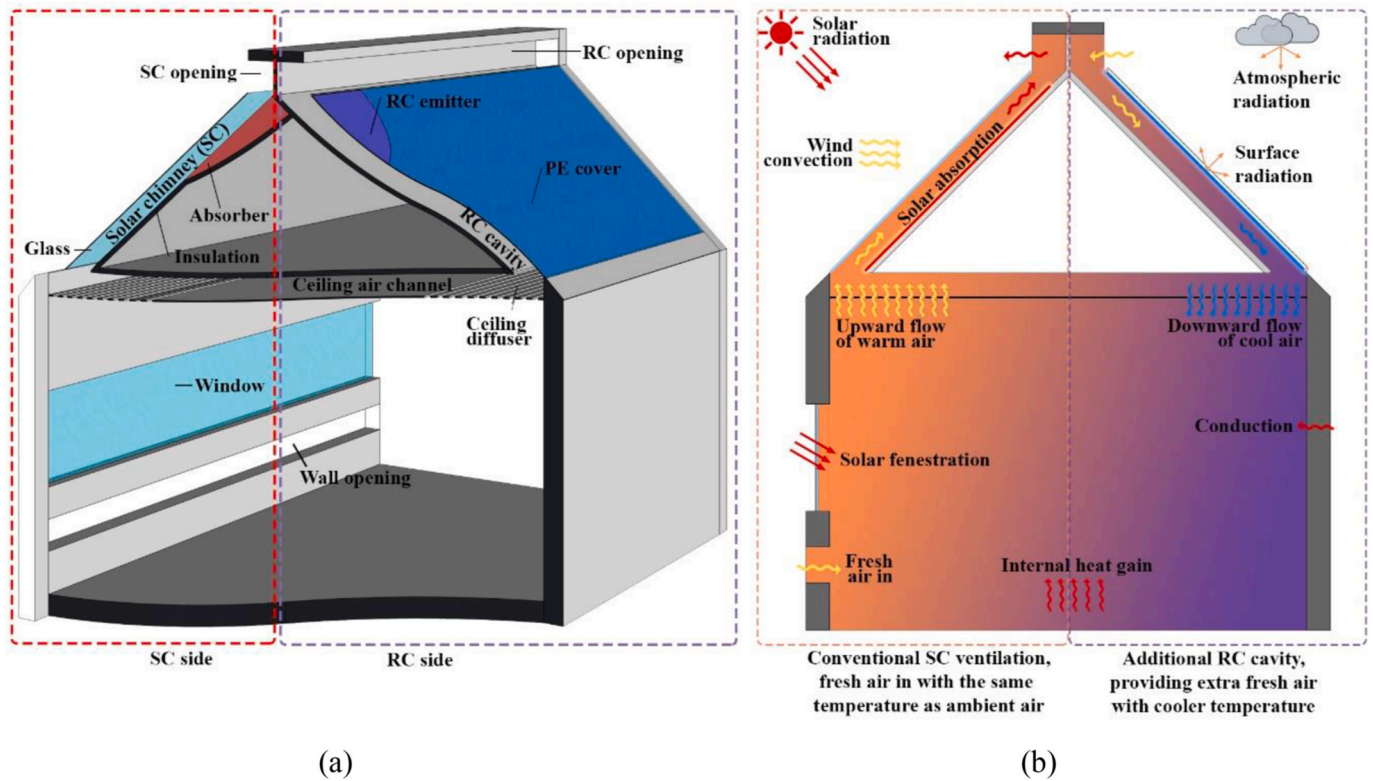 SC opening
RC opening
RC emitter
PE cover
Solar chimney (SC)
Absorber
RC cavity
Glass
Insulation
Ceiling air channel
Ceiling
diffuser
Window
Wall opening
SC side
RC side
(a)
Solar
radiation
Atmospheric
radiation
Wind
convection
Solar absorption
Surface
radiation
Upward flow
of warm air
Downward flow
of cool air
Conduction
Solar fenestration
Fresh
air in
Internal heat gain
Conventional SC ventilation,
fresh air in with the same
temperature as ambient air
Additional RC cavity,
providing extra fresh air
with cooler temperature
(b)